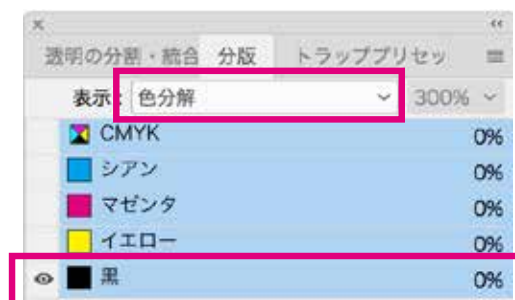 透明の分割・統合 分版 トラッププリセッ
表示: 色分解 300%
CMYK 0%
シアン 0%
マゼンタ 0%
イエロー 0%
黒 0%